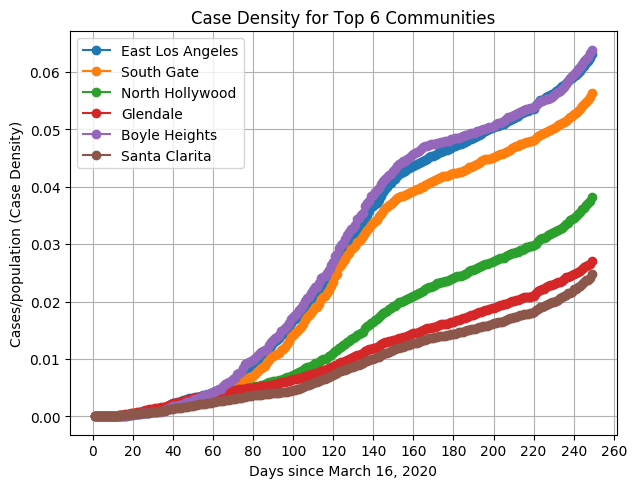 Case Density for Top 6 Communities
East Los Angeles
South Gate
North Hollywood
Glendale
Boyle Heights
Santa Clarita
Cases/population (Case Density)
0.06
0.05
0.04
0.03
0.02
0.01
0.00
0 20 40 60 80 100 120 140 160 180 200 220 240 260
Days since March 16, 2020